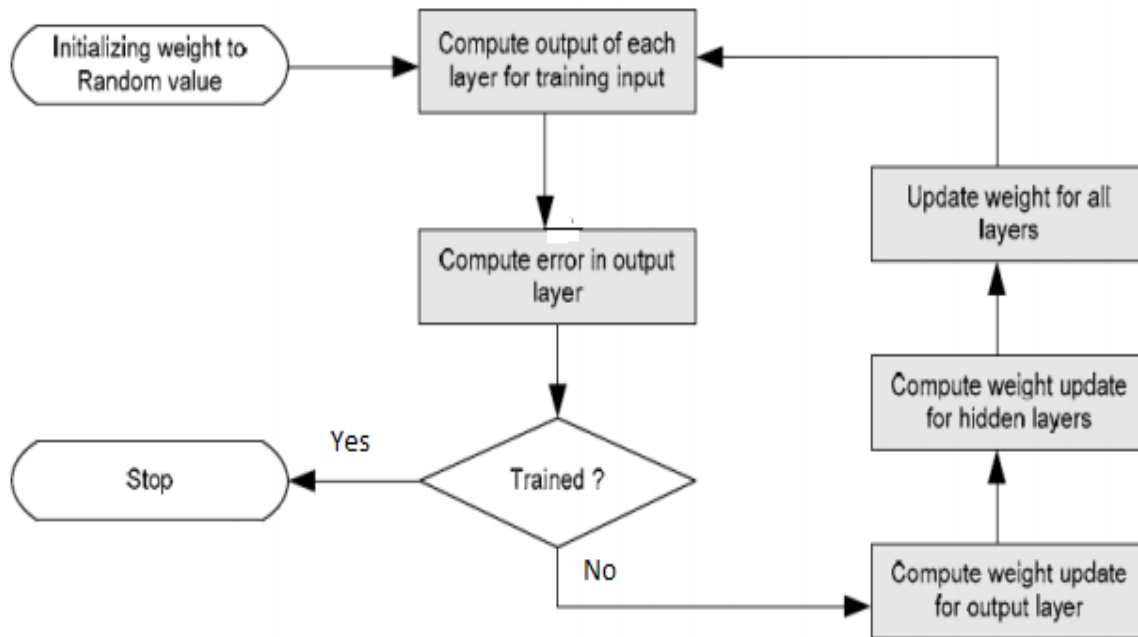 Initializing weight to
Random value
Compute output of each
layer for training input
Update weight for all
layers
Compute error in output
layer
Compute weight update
for hidden layers
Yes
Stop
Trained ?
No
Compute weight update
for output layer